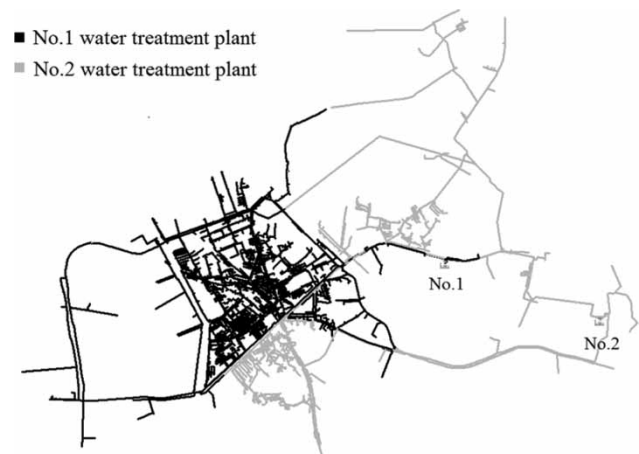 No.1 water treatment plant
No.2 water treatment plant
No.1
No.2